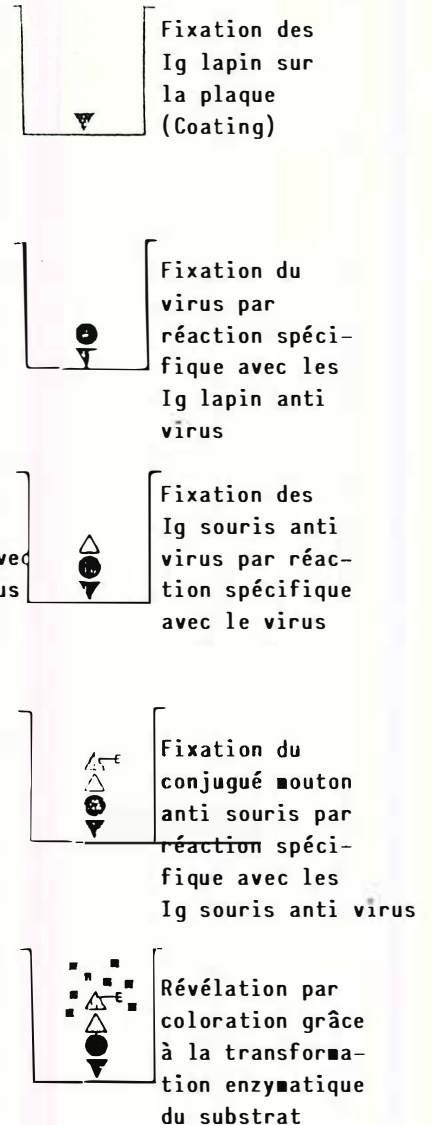 Fixation des
Ig lapin sur
la plaque
(Coating)
Fixation du
virus par
réaction spéci-
fique avec les
Ig lapin anti
virus
Fixation des
Ig souris anti
virus par réac-
tion spécifique
avec le virus
Fixation du
conjugué mouton
anti souris par
réaction spéci-
fique avec les
Ig souris anti virus
E
Révélation par
coloration grâce
à la transforma-
tion enzymatique
du substrat
E